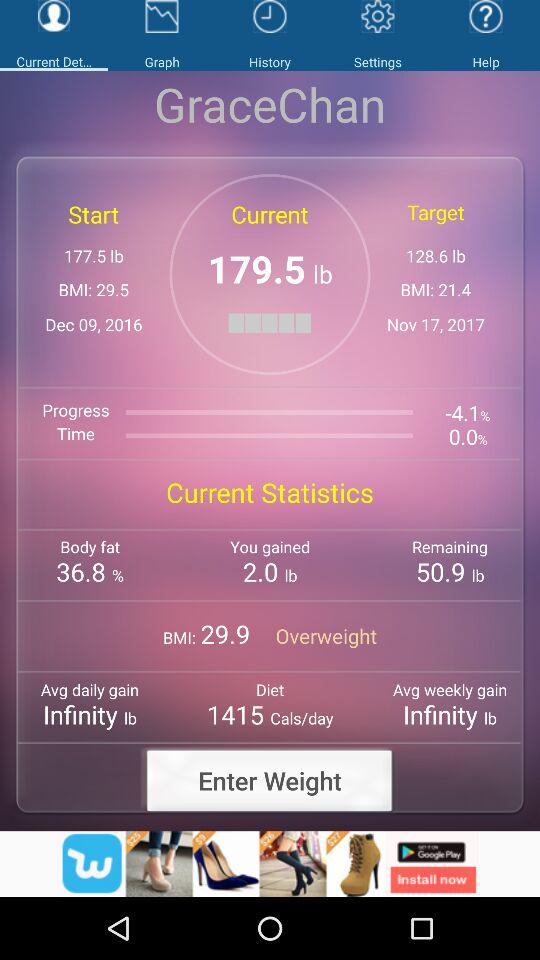 Current Det...
Graph
History
Settings
Help
GraceChan
Start
Current
Target
177.5 lb
179.5 lb
128.6 lb
BMI: 29.5
BMI: 21.4
Dec 09, 2016
Nov 17, 2017
Progress
-4.1%
Time
0.0%
Current Statistics
Body fat
You gained
Remaining
36.8 %
2.0 lb
50.9 lb
BMI: 29.9 Overweight
Avg daily gain
Diet
Avg weekly gain
Infinity lb
1415 Cals/day
Infinity lb
Enter Weight
$25
$9
$26
$27
GET IT ON
Google Play
Install now